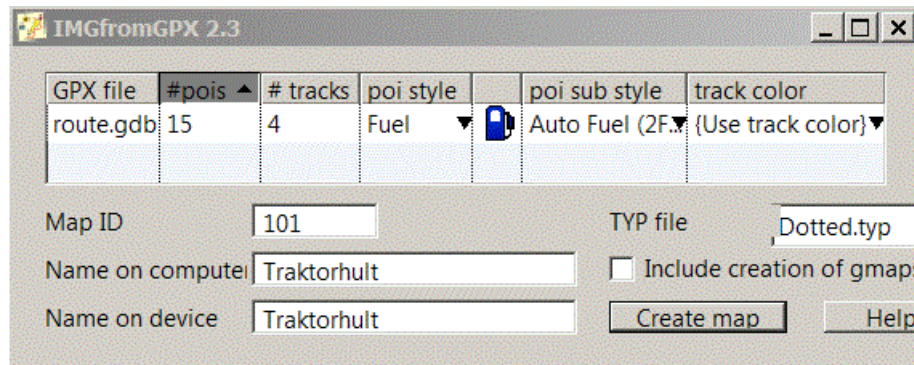 IMGfromGPX 2.3
GPX file #pois # tracks poi style poi sub style track color
route.gdb 15 4 Fuel Auto Fuel (2F... {Use track color}
Map ID 101 TYP file Dotted.typ
Name on computer Traktorhult Include creation of gmaps
Name on device Traktorhult Create map Help